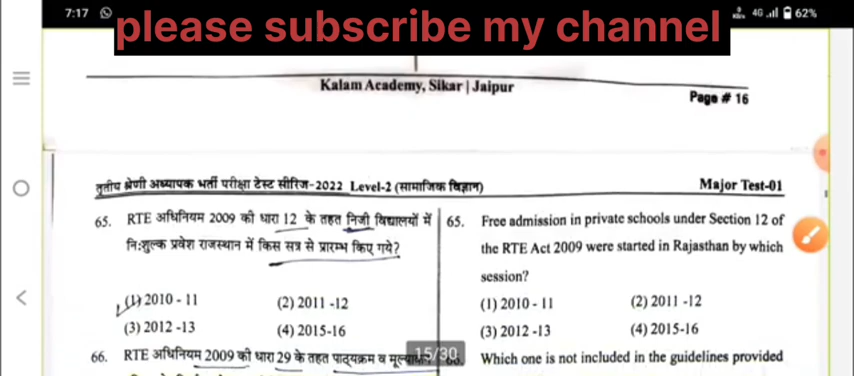 7:17
4G 62%
please subscribe my channel
Kalam Academy, Sikar | Jaipur
Page # 16
तृतीय श्रेणी अध्यापक भर्ती परीक्षा टेस्ट सीरिज-2022 Level-2 (सामाजिक विज्ञान)
Major Test-01
65. RTE अधिनियम 2009 की धारा 12 के तहत निजी विद्यालयों में
नि:शुल्क प्रवेश राजस्थान में किस सत्र से प्रारम्भ किए गये?
(1) 2010 - 11 (2) 2011 -12
(3) 2012 -13 (4) 2015-16
66. RTE अधिनियम 2009 की धारा 29 के तहत पाठ्यक्रम व
65. Free admission in private schools under Section 12 of
the RTE Act 2009 were started in Rajasthan by which
session?
(1) 2010 - 11 (2) 2011 -12
(3) 2012 -13 (4) 2015-16
Which one is not included in the guidelines provided
15/30